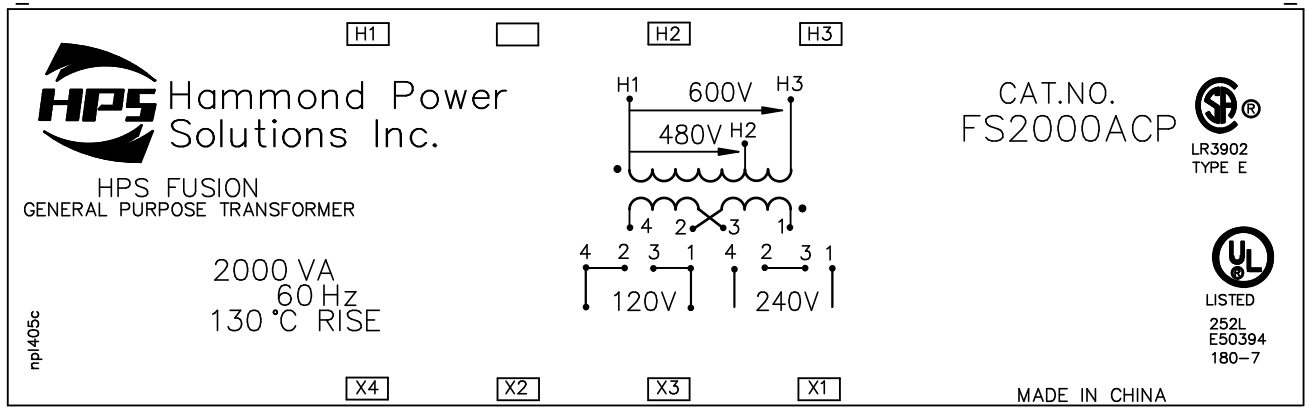 H1 H2 H3
HPS Hammond Power
Solutions Inc.
HPS FUSION
GENERAL PURPOSE TRANSFORMER
2000 VA
60 Hz
130 °C RISE
npl405c
H1 600V H3
480V H2
4 2 3 1
4 2 3 1 4 2 3 1
120V 240V
CAT.NO.
FS2000ACP
SA ®
LR3902
TYPE E
UL
®
LISTED
252L
E50394
180-7
X4 X2 X3 X1
MADE IN CHINA